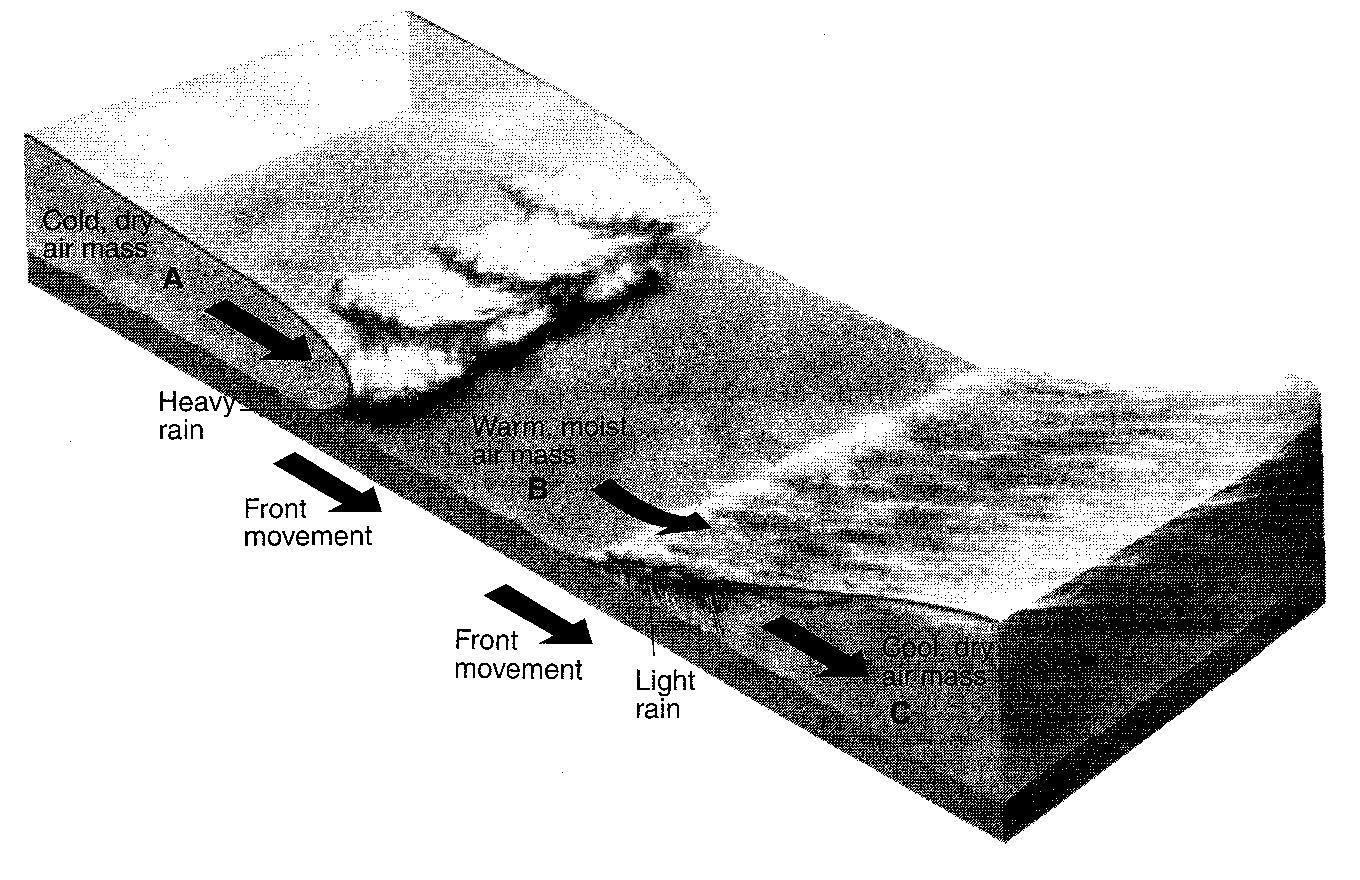 Cold, dry
air mass
A
Heavy
rain
Front
movement
Warm, moist
air mass
B
Front
movement
Light
rain
Cool, dry
air mass
C